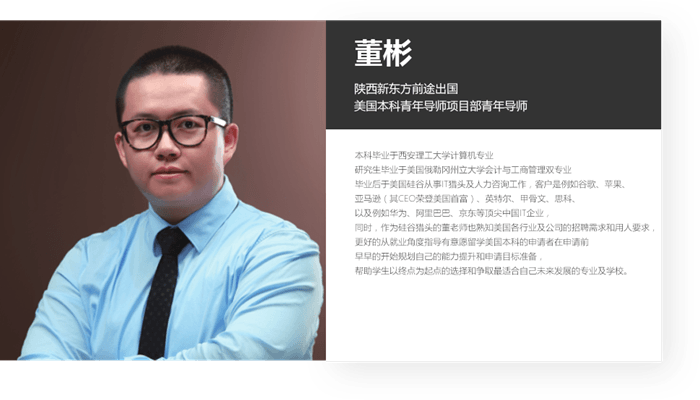 董彬
陕西新东方前途出国
美国本科青年导师项目部青年导师
本科毕业于西安理工大学计算机专业
研究生毕业于美国俄勒冈州立大学会计与工商管理双专业
毕业后于美国硅谷从事IT猎头及人力咨询工作，客户是例如谷歌、苹果、
亚马逊（其CEO荣登美国首富）、英特尔、甲骨文、思科、
以及例如华为、阿里巴巴、京东等顶尖中国IT企业，
同时，作为硅谷猎头的董老师也熟知美国各行业及公司的招聘需求和用人要求，
更好的从就业角度指导有意愿留学美国本科的申请者在申请前
早早的开始规划自己的能力提升和申请目标准备，
帮助学生以终点为起点的选择和争取最适合自己未来发展的专业及学校。